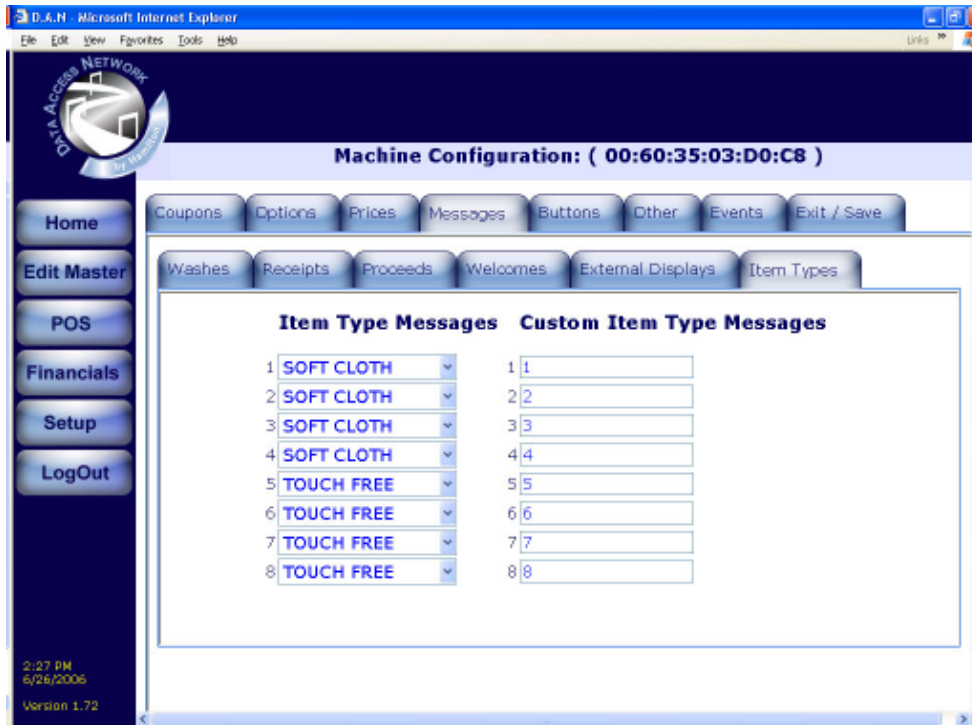 D.A.N - Microsoft Internet Explorer
File Edit View Favorites Tools Help Links »
DATA ACCESS NETWORK
by Hamilton
Machine Configuration: ( 00:60:35:03:D0:C8 )
Home
Edit Master
POS
Financials
Setup
LogOut
Coupons Options Prices Messages Buttons Other Events Exit / Save
Washes Receipts Proceeds Welcomes External Displays Item Types
Item Type Messages Custom Item Type Messages
1 SOFT CLOTH 1 1
2 SOFT CLOTH 2 2
3 SOFT CLOTH 3 3
4 SOFT CLOTH 4 4
5 TOUCH FREE 5 5
6 TOUCH FREE 6 6
7 TOUCH FREE 7 7
8 TOUCH FREE 8 8
2:27 PM
6/26/2006
Version 1.72